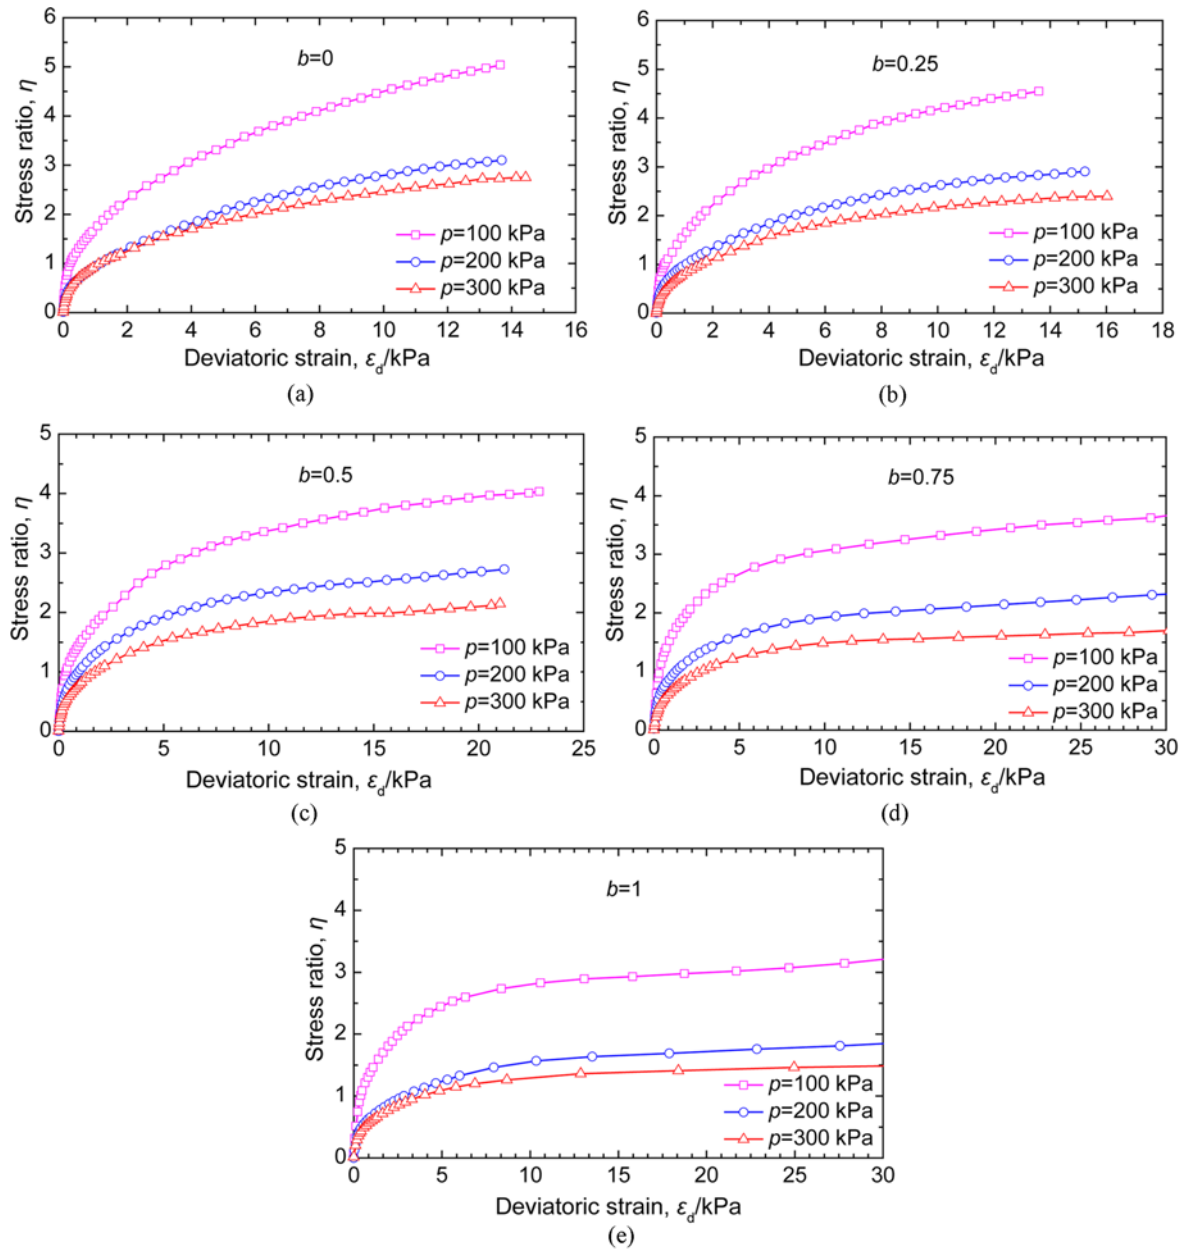 b=0
Stress ratio, η
6
5
4
3
2
1
0
p=100 kPa
p=200 kPa
p=300 kPa
0 2 4 6 8 10 12 14 16
Deviatoric strain, εd/kPa
(a)
b=0.25
Stress ratio, η
6
5
4
3
2
1
0
p=100 kPa
p=200 kPa
p=300 kPa
0 2 4 6 8 10 12 14 16 18
Deviatoric strain, εd/kPa
(b)
b=0.5
Stress ratio, η
5
4
3
2
1
0
p=100 kPa
p=200 kPa
p=300 kPa
0 5 10 15 20 25
Deviatoric strain, εd/kPa
(c)
b=0.75
Stress ratio, η
5
4
3
2
1
0
p=100 kPa
p=200 kPa
p=300 kPa
0 5 10 15 20 25 30
Deviatoric strain, εd/kPa
(d)
b=1
Stress ratio, η
5
4
3
2
1
0
p=100 kPa
p=200 kPa
p=300 kPa
0 5 10 15 20 25 30
Deviatoric strain, εd/kPa
(e)